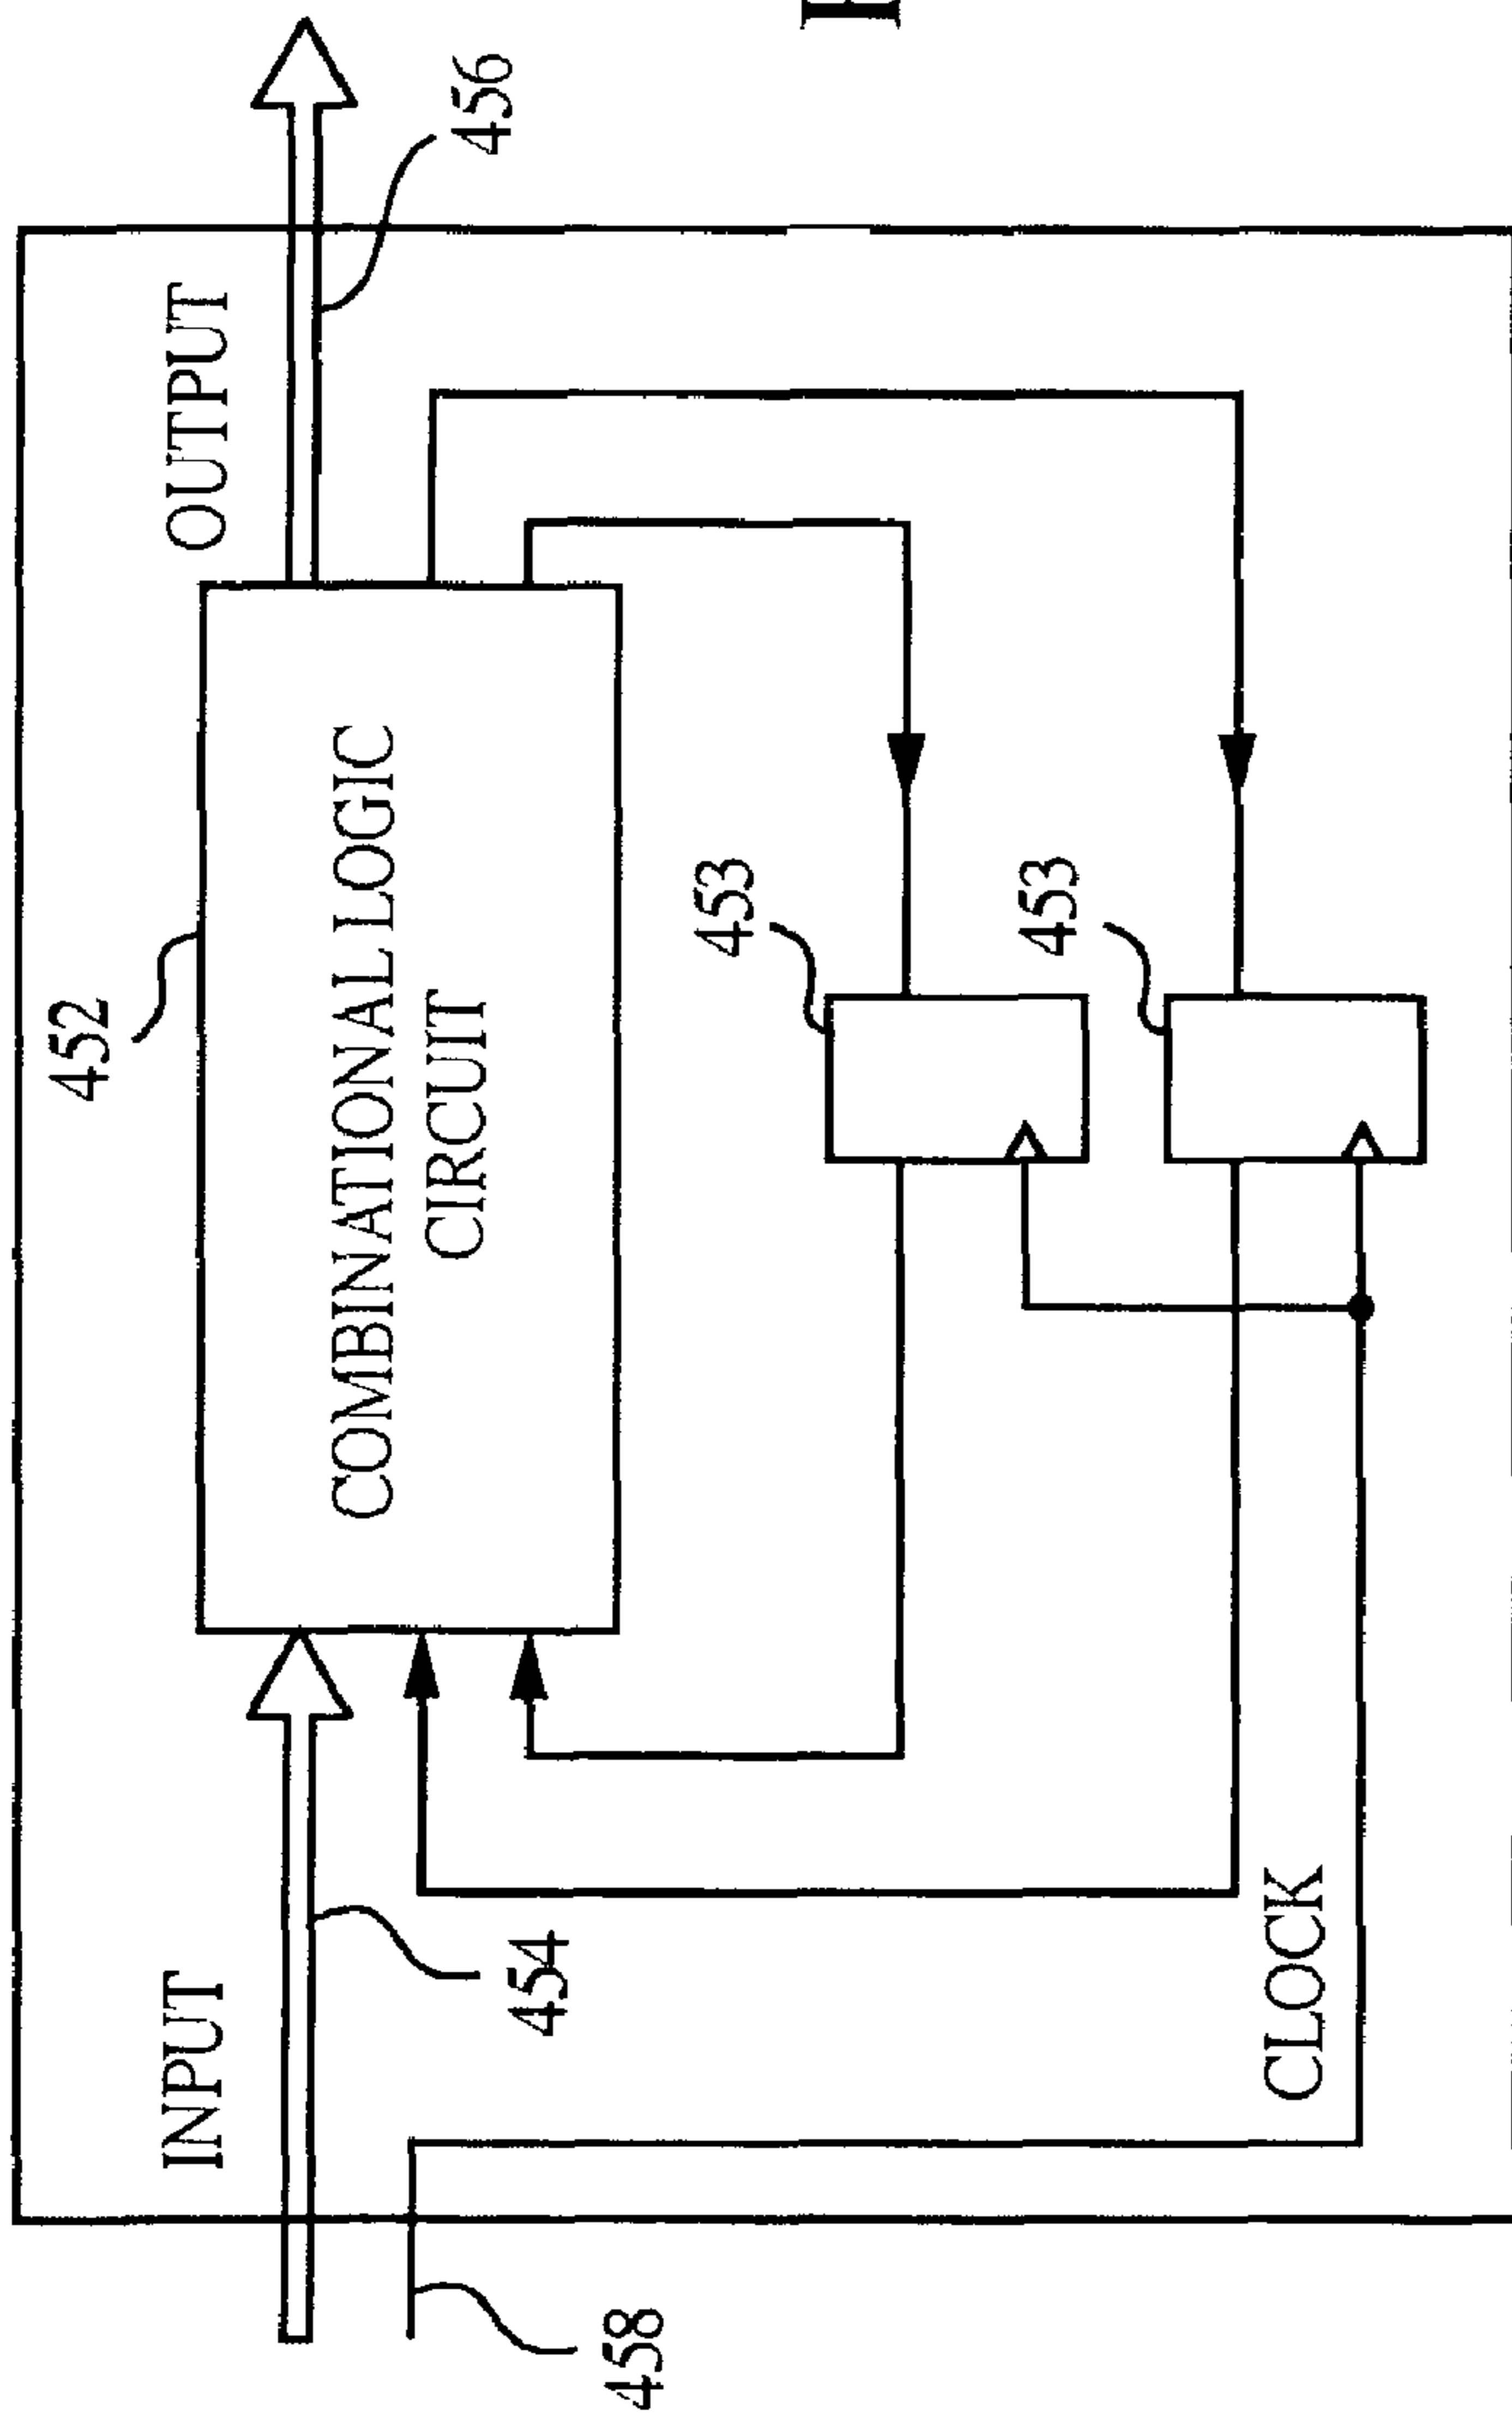 INPUT
OUTPUT
452
COMBINATIONAL LOGIC
CIRCUIT
456
454
458
453
453
CLOCK